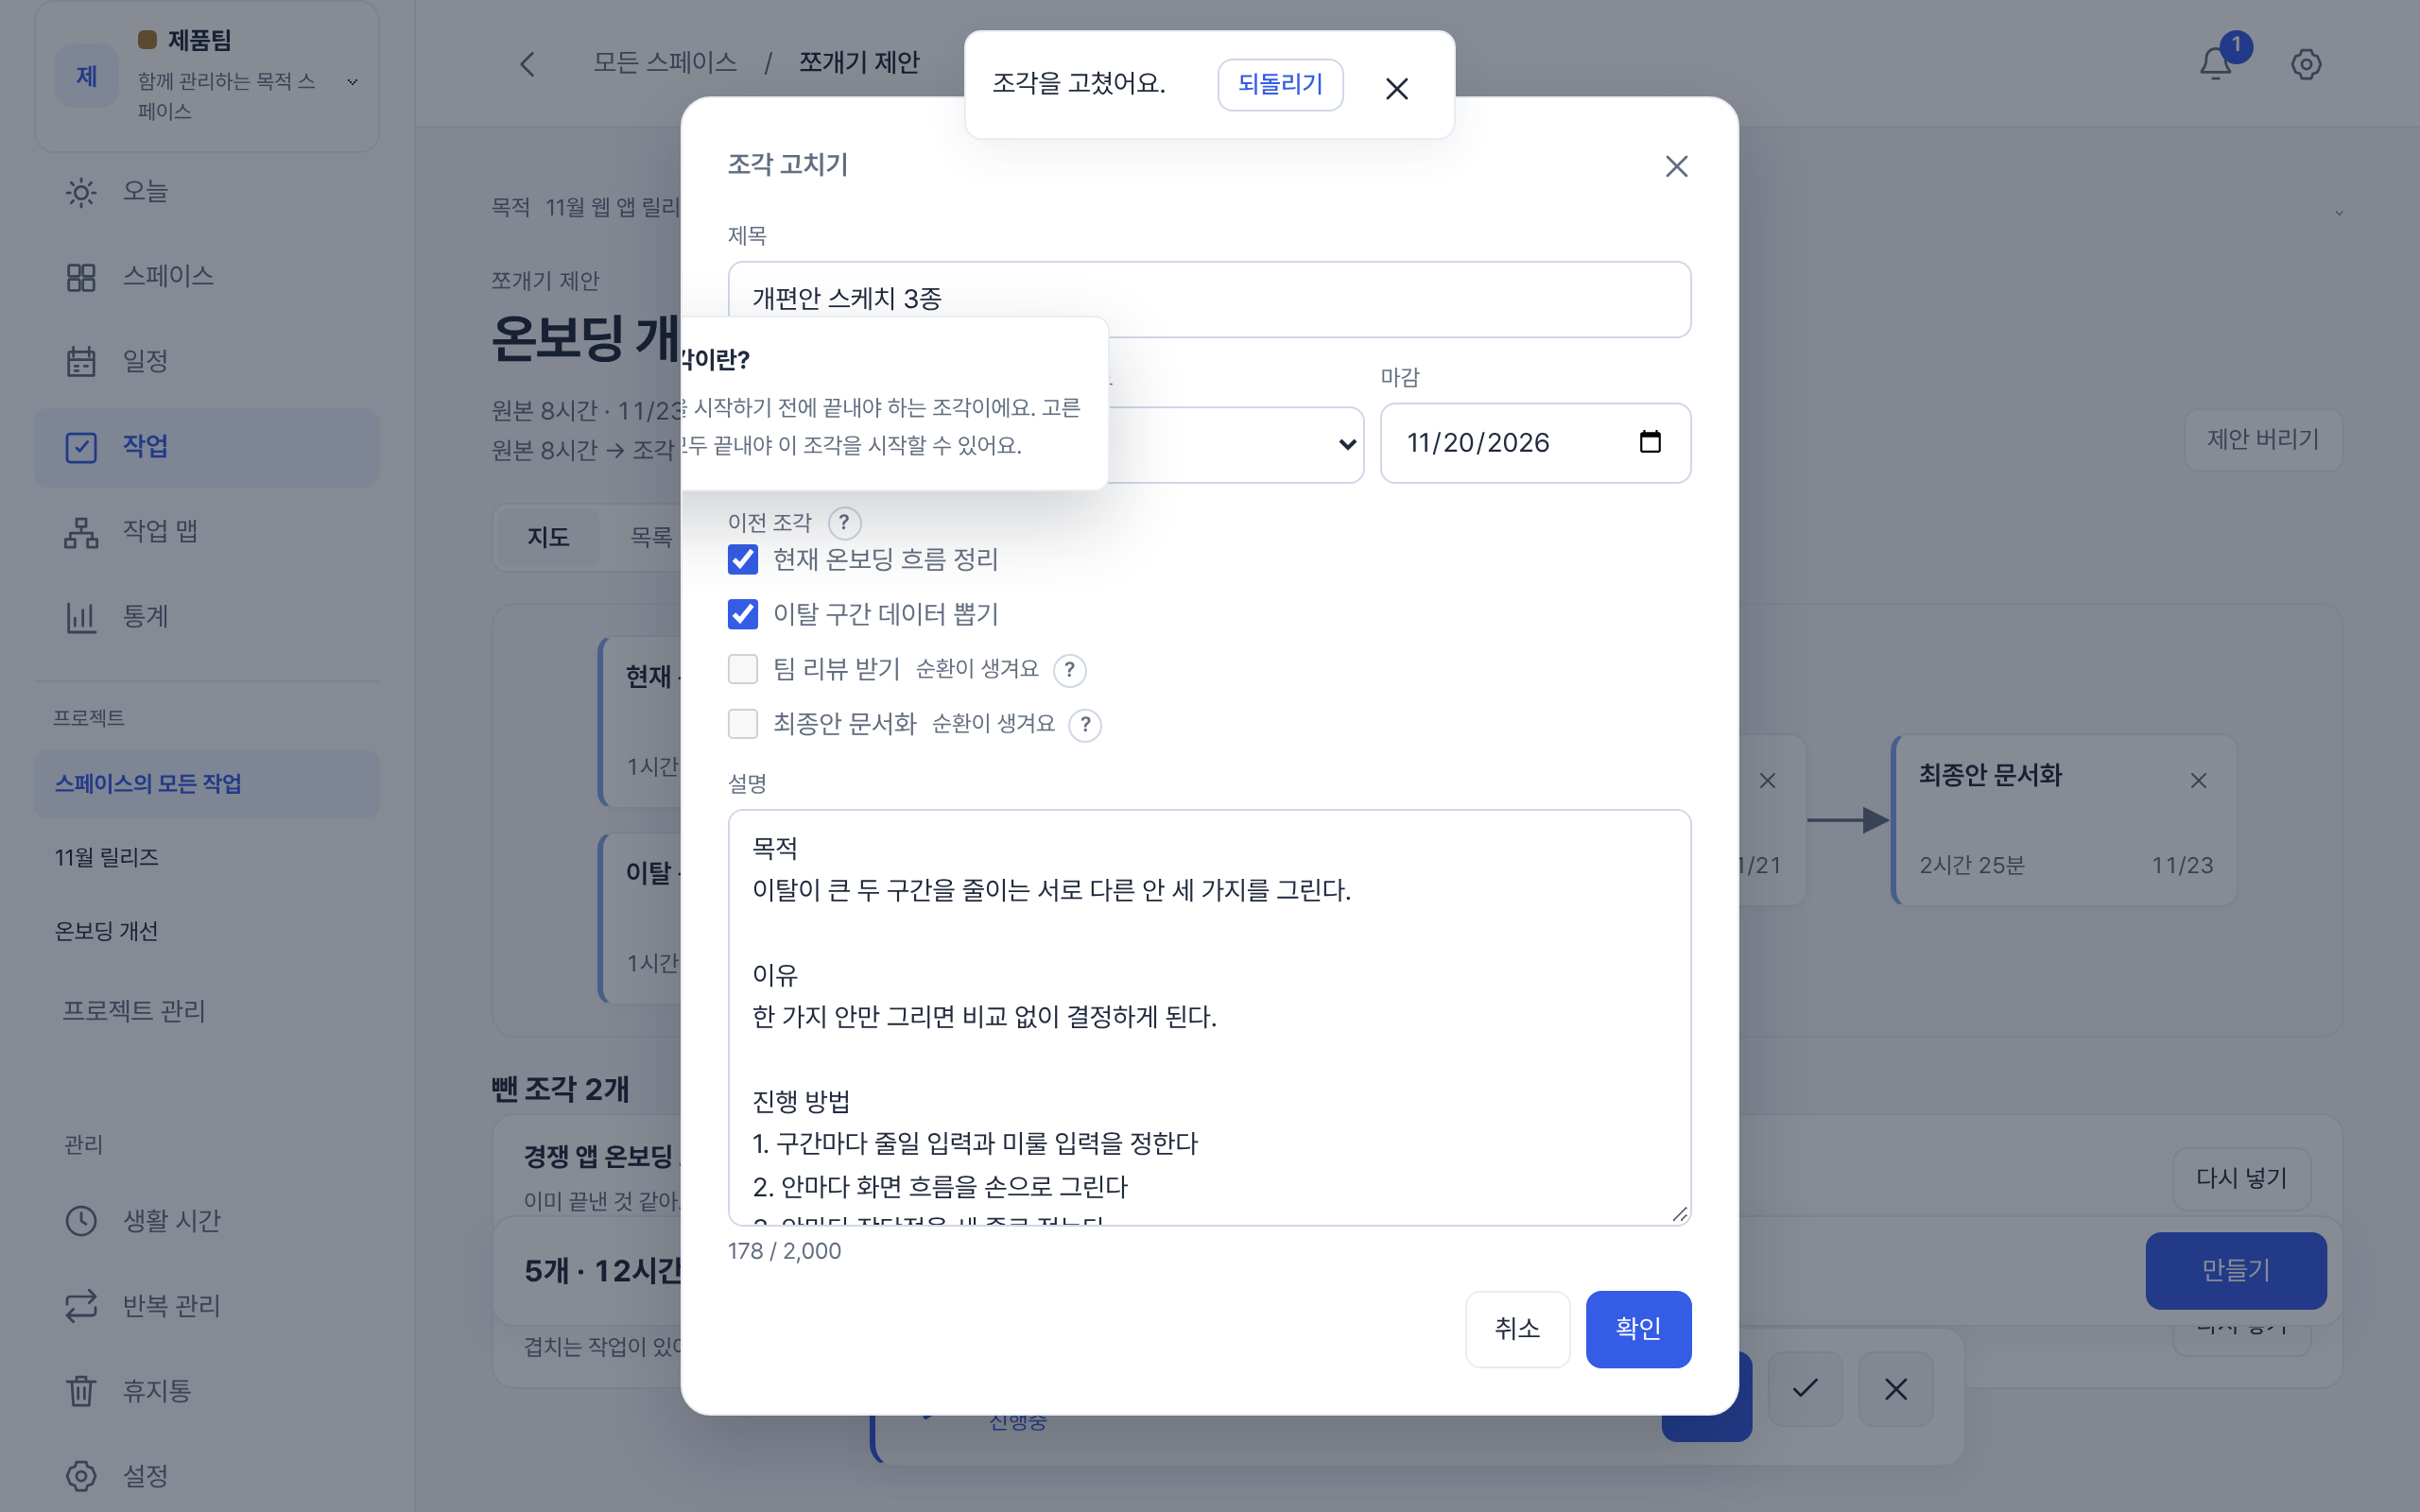 제
제품팀
함께 관리하는 목적 스
페이스
오늘
스페이스
일정
작업
작업 맵
통계
프로젝트
스페이스의 모든 작업
11월 릴리즈
온보딩 개선
프로젝트 관리
관리
생활 시간
반복 관리
휴지통
설정
모든 스페이스 / 쪼개기 제안
1
조각을 고쳤어요. 되돌리기
목적 11월 웹 앱 릴리
쪼개기 제안
온보딩 개
원본 8시간 · 11/23
원본 8시간 → 조각
제안 버리기
지도 목록
현재
1시간
이탈
1시간
1/21
최종안 문서화
2시간 25분 11/23
뺀 조각 2개
경쟁 앱 온보딩
이미 끝낸 것 같아
다시 넣기
5개 · 12시간
만들기
겹치는 작업이 있어
다시 넣기
진행중
조각 고치기
제목
개편안 스케치 3종
각이란?
시작하기 전에 끝내야 하는 조각이에요. 고른
모두 끝내야 이 조각을 시작할 수 있어요.
마감
11/20/2026
이전 조각 ?
현재 온보딩 흐름 정리
이탈 구간 데이터 뽑기
팀 리뷰 받기 순환이 생겨요 ?
최종안 문서화 순환이 생겨요 ?
설명
목적
이탈이 큰 두 구간을 줄이는 서로 다른 안 세 가지를 그린다.
이유
한 가지 안만 그리면 비교 없이 결정하게 된다.
진행 방법
1. 구간마다 줄일 입력과 미룰 입력을 정한다
2. 안마다 화면 흐름을 손으로 그린다
178 / 2,000
취소 확인